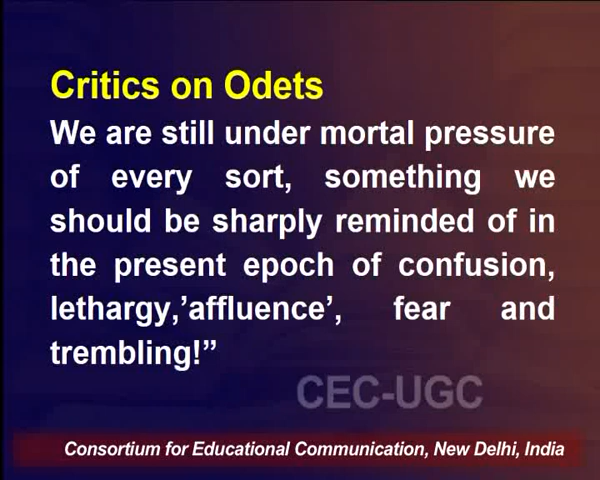 Critics on Odets
We are still under mortal pressure
of every sort, something we
should be sharply reminded of in
the present epoch of confusion,
lethargy,’affluence’, fear and
trembling!”
CEC-UGC
Consortium for Educational Communication, New Delhi, India